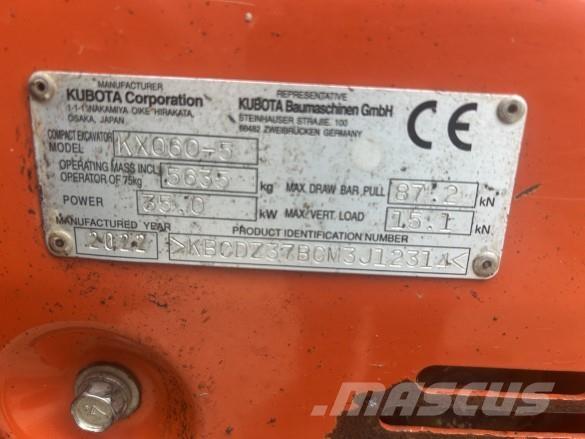 MANUFACTURER
KUBOTA Corporation
1-1-1 NAKAMIYA OIKE HIRAKATA,
OSAKA, JAPAN
REPRESENTATIVE
KUBOTA Baumaschinen GmbH
STEINHAUSER STRAßE, 100
66482 ZWEIBRÜCKEN GERMANY
CE
COMPACT EXCAVATOR
MODEL KX060-5
OPERATING MASS INCL.
OPERATOR OF 75kg 5635 kg
MAX. DRAW BAR PULL 87.2 kN
POWER 35.0 kW
MAX. VERT. LOAD 15.1 kN
MANUFACTURED YEAR
2022
PRODUCT IDENTIFICATION NUMBER
>KBCDZ37BCM3J12314<
MASCUS